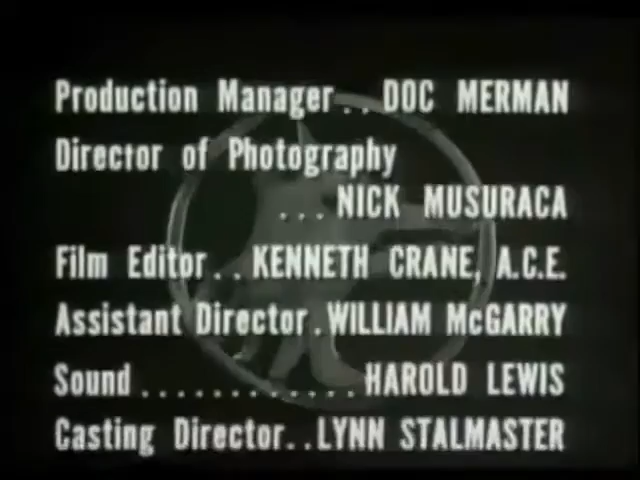 Production Manager.. DOC MERMAN
Director of Photography
...NICK MUSURACA
Film Editor.. KENNETH CRANE, A.C.E.
Assistant Director.WILLIAM McGARRY
Sound............HAROLD LEWIS
Casting Director..LYNN STALMASTER